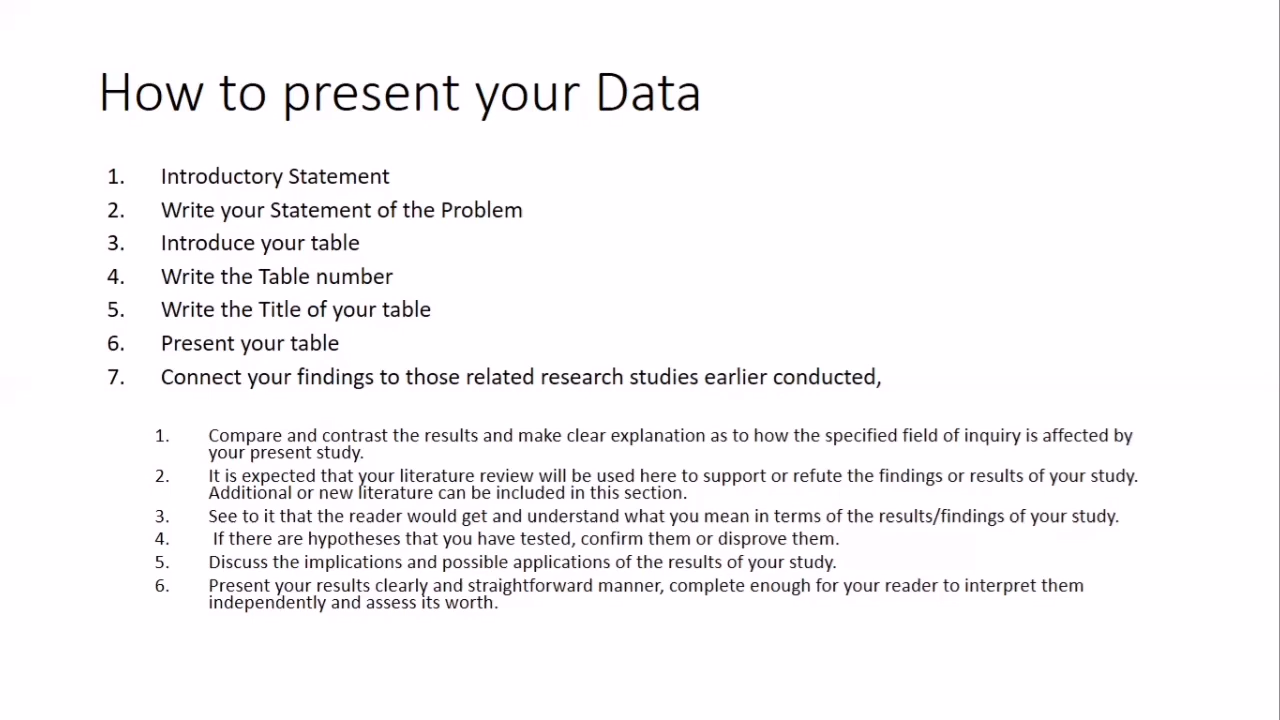 How to present your Data
1. Introductory Statement
2. Write your Statement of the Problem
3. Introduce your table
4. Write the Table number
5. Write the Title of your table
6. Present your table
7. Connect your findings to those related research studies earlier conducted,
1. Compare and contrast the results and make clear explanation as to how the specified field of inquiry is affected by
your present study.
2. It is expected that your literature review will be used here to support or refute the findings or results of your study.
Additional or new literature can be included in this section.
3. See to it that the reader would get and understand what you mean in terms of the results/findings of your study.
4. If there are hypotheses that you have tested, confirm them or disprove them.
5. Discuss the implications and possible applications of the results of your study.
6. Present your results clearly and straightforward manner, complete enough for your reader to interpret them
independently and assess its worth.